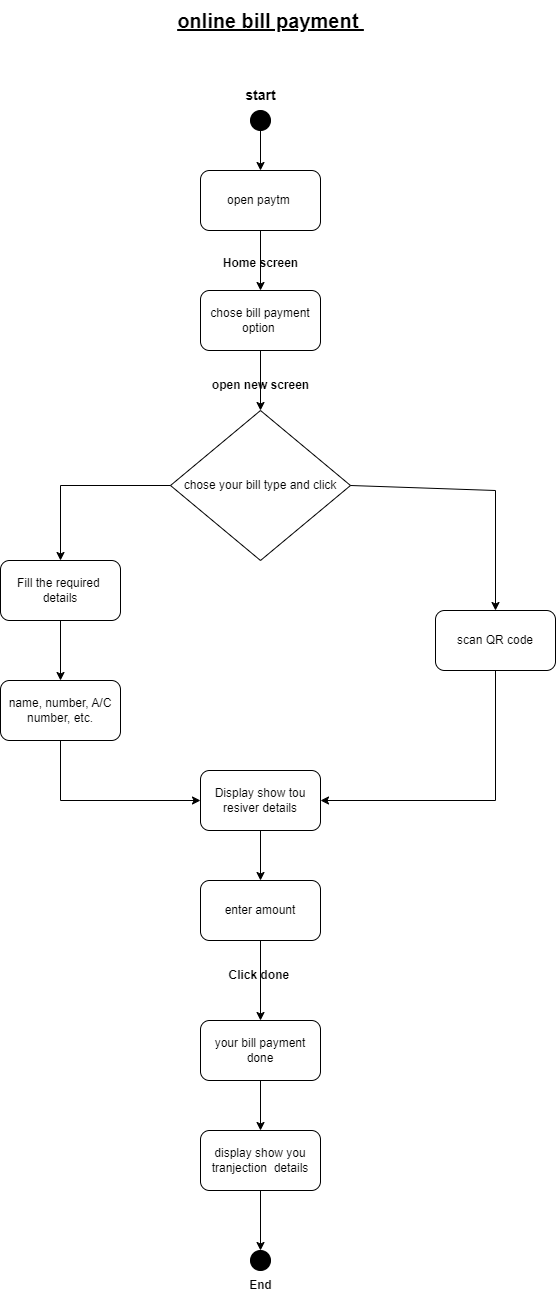 online bill payment
start
open paytm
Home screen
chose bill payment
option
open new screen
chose your bill type and click
Fill the required
details
scan QR code
name, number, A/C
number, etc.
Display show tou
resiver details
enter amount
Click done
your bill payment
done
display show you
tranjection  details
End